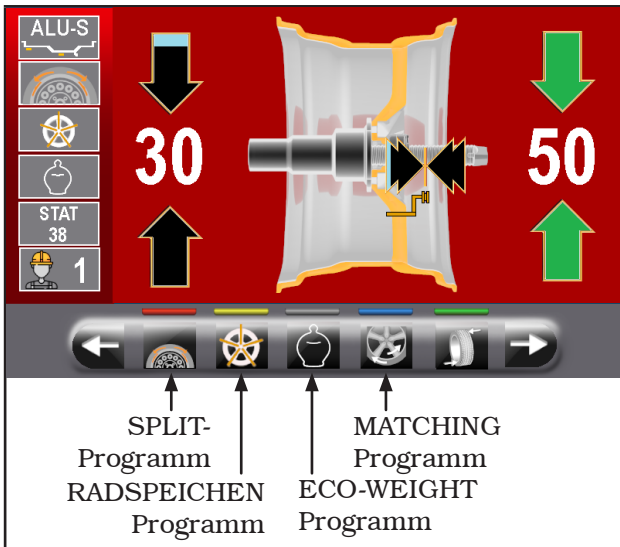 ALU-S
30
50
STAT
38
1
SPLIT-
Programm
RADSPEICHEN
Programm
MATCHING
Programm
ECO-WEIGHT
Programm